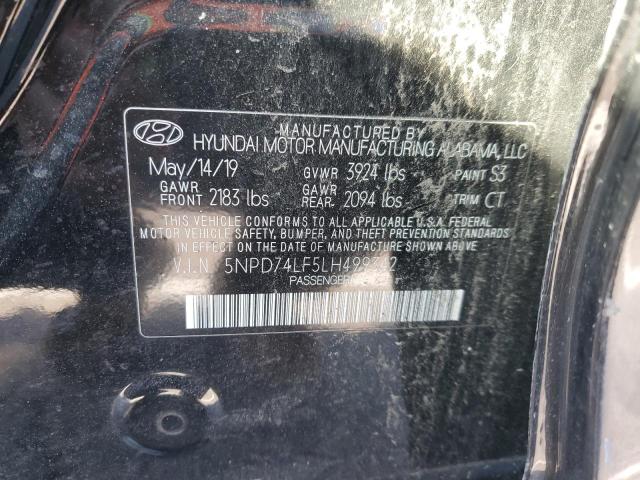 MANUFACTURED BY
HYUNDAI MOTOR MANUFACTURING ALABAMA, LLC
May/14/19 GVWR 3924 lbs PAINT S3
GAWR FRONT 2183 lbs GAWR REAR 2094 lbs TRIM CT
THIS VEHICLE CONFORMS TO ALL APPLICABLE U.S.A. FEDERAL
MOTOR VEHICLE SAFETY, BUMPER, AND THEFT PREVENTION STANDARDS
IN EFFECT ON THE DATE OF MANUFACTURE SHOWN ABOVE.
V.I.N.
PASSENGER